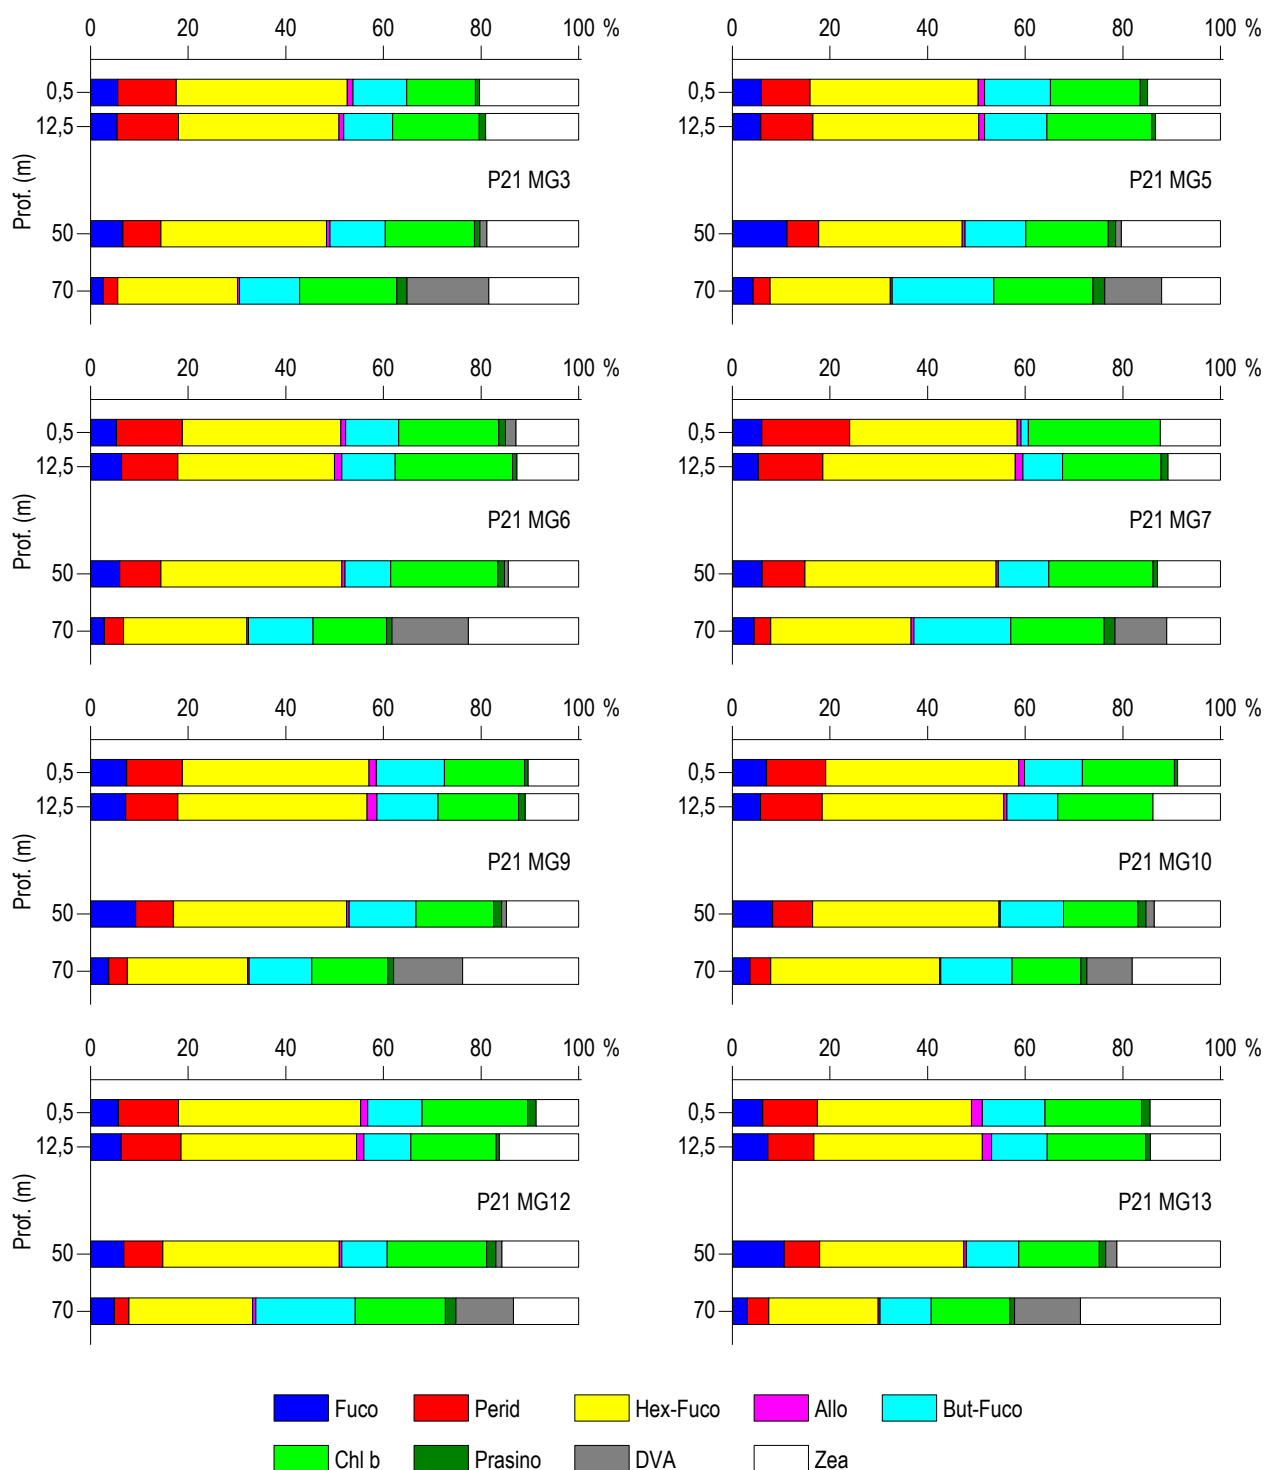 0 20 40 60 80 100 %
0 20 40 60 80 100 %
0,5
12,5
50
70
Prof. (m)
P21 MG3
0,5
12,5
50
70
P21 MG5
0 20 40 60 80 100 %
0 20 40 60 80 100 %
0,5
12,5
50
70
Prof. (m)
P21 MG6
0,5
12,5
50
70
P21 MG7
0 20 40 60 80 100 %
0 20 40 60 80 100 %
0,5
12,5
50
70
Prof. (m)
P21 MG9
0,5
12,5
50
70
P21 MG10
0 20 40 60 80 100 %
0 20 40 60 80 100 %
0,5
12,5
50
70
Prof. (m)
P21 MG12
0,5
12,5
50
70
P21 MG13
Fuco Perid Hex-Fuco Allo But-Fuco
Chl b Prasino DVA Zea